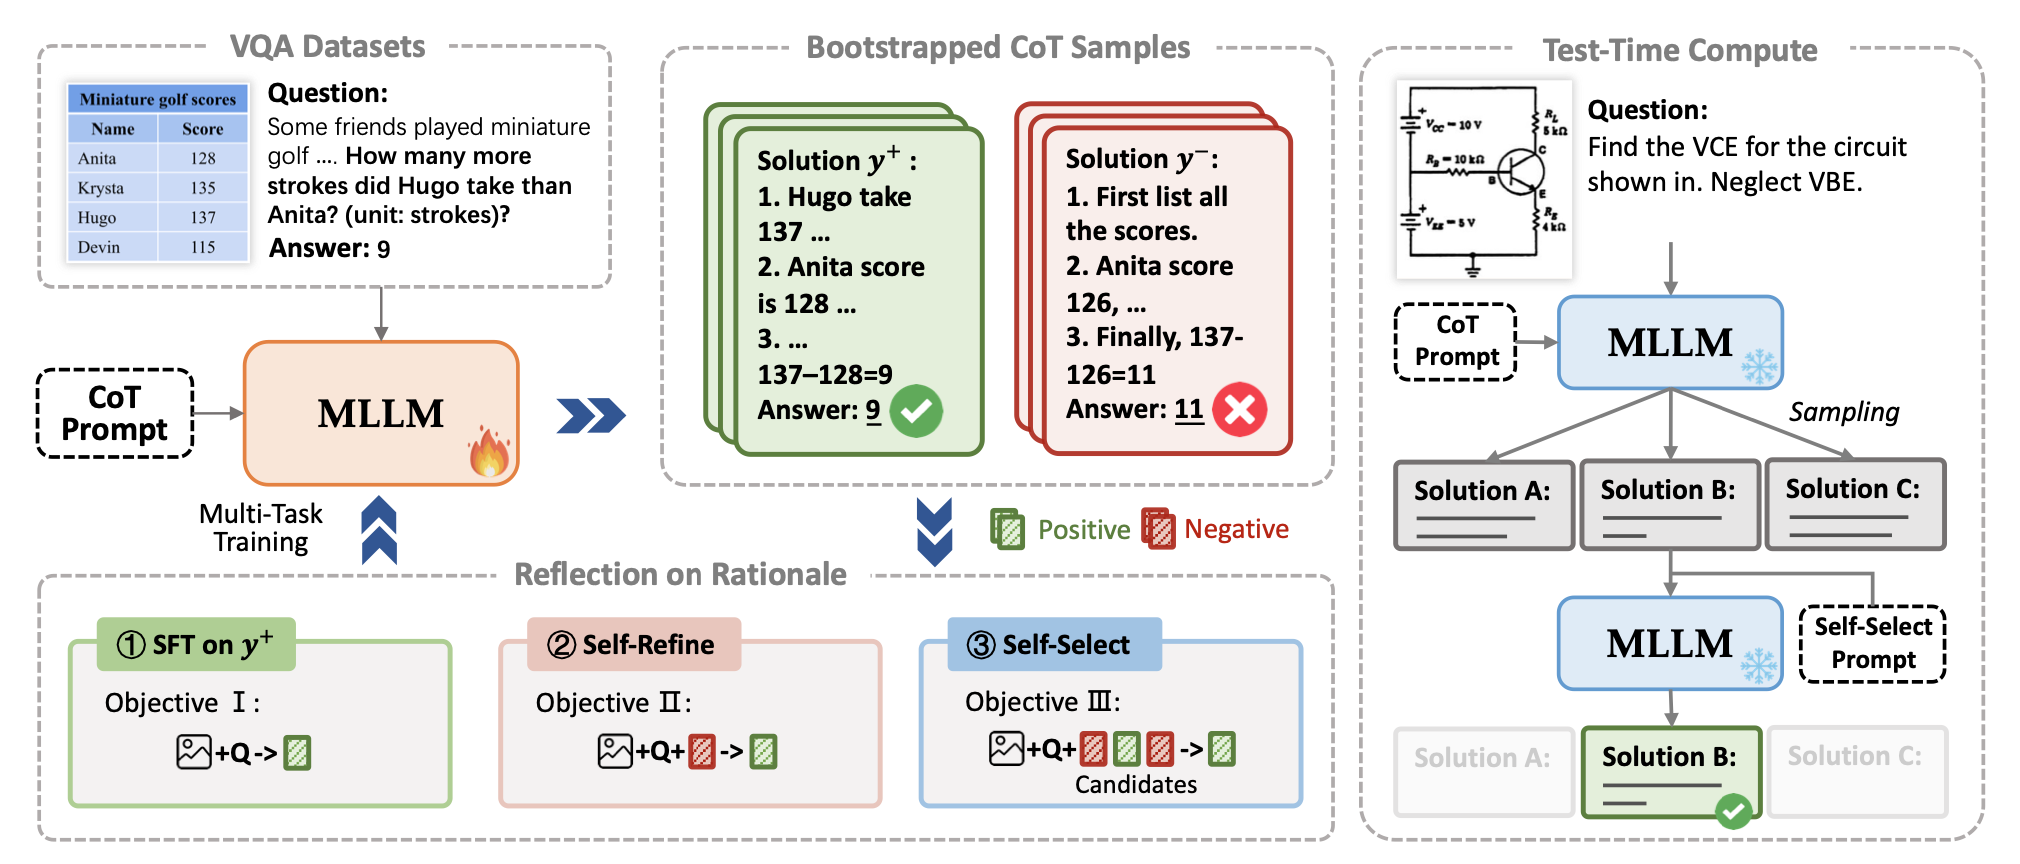 VQA Datasets
Miniature golf scores
Name Score
Anita 128
Krysta 135
Hugo 137
Devin 115
Question:
Some friends played miniature
golf .... How many more
strokes did Hugo take than
Anita? (unit: strokes)?
Answer: 9
CoT
Prompt
MLLM
Multi-Task
Training
Bootstrapped CoT Samples
Solution y⁺ :
1. Hugo take
137 ...
2. Anita score
is 128 ...
3. ...
137–128=9
Answer: 9
Solution y⁻:
1. First list all
the scores.
2. Anita score
126, ...
3. Finally, 137-
126=11
Answer: 11
Positive
Negative
Reflection on Rationale
① SFT on y⁺
Objective Ⅰ:
+Q->
② Self-Refine
Objective Ⅱ:
+Q+ ->
③ Self-Select
Objective Ⅲ:
+Q+ ->
Candidates
Test-Time Compute
V_CC = 10 V
R_L
5 kΩ
C
R_B = 10 kΩ
B
E
V_EE = 5 V
R_E
4 kΩ
Question:
Find the VCE for the circuit
shown in. Neglect VBE.
CoT
Prompt
MLLM
Sampling
Solution A:
Solution B:
Solution C:
MLLM
Self-Select
Prompt
Solution A:
Solution B:
Solution C: